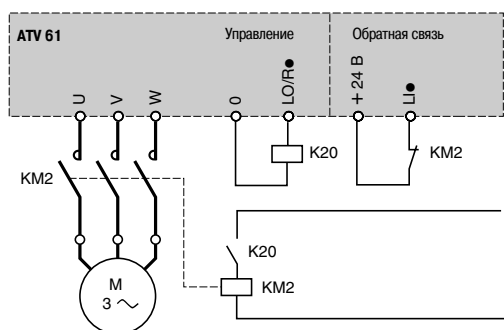 ATV 61
Управление
Обратная связь
U
V
W
0
LO/R●
+ 24 В
LI●
K20
KM2
KM2
K20
KM2
M
3 ~